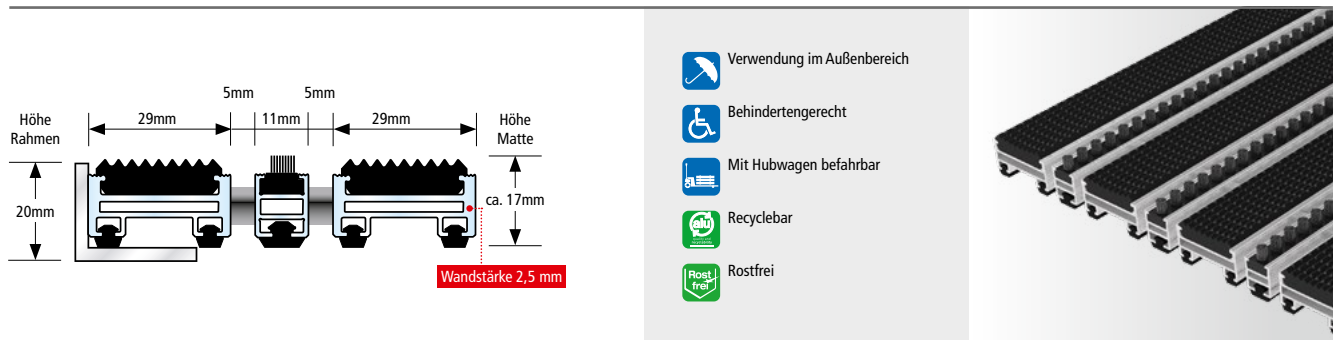 5mm
5mm
Höhe
Rahmen
29mm
11mm
29mm
Höhe
Matte
20mm
ca. 17mm
Wandstärke 2,5 mm
Verwendung im Außenbereich
Behindertengerecht
Mit Hubwagen befahrbar
alu
Recyclebar
Rost
frei
Rostfrei